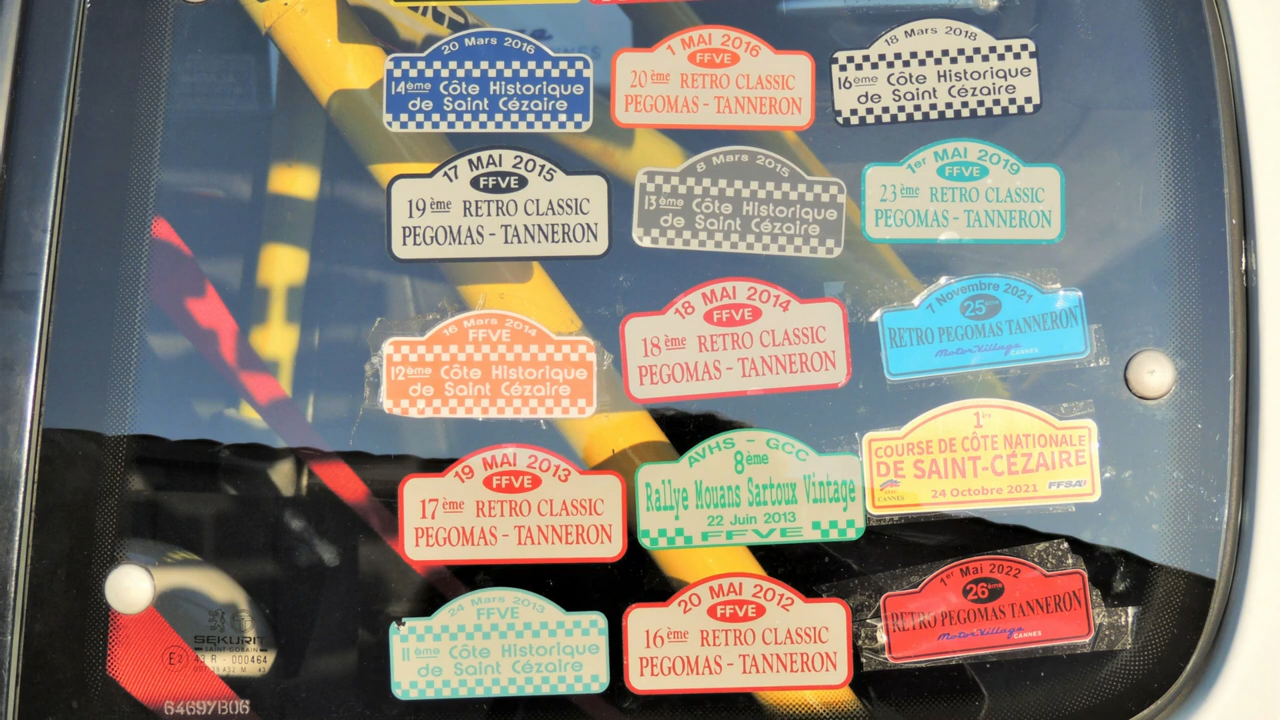 20 Mars 2016
14ème Côte Historique
de Saint Cézaire
1 MAI 2016
FFVE
20ème RETRO CLASSIC
PEGOMAS - TANNERON
18 Mars 2018
16ème Côte Historique
de Saint Cézaire
17 MAI 2015
FFVE
19ème RETRO CLASSIC
PEGOMAS - TANNERON
8 Mars 2015
13ème Côte Historique
de Saint Cézaire
1er MAI 2019
FFVE
23ème RETRO CLASSIC
PEGOMAS - TANNERON
16 Mars 2014
FFVE
12ème Côte Historique
de Saint Cézaire
18 MAI 2014
FFVE
18ème RETRO CLASSIC
PEGOMAS - TANNERON
7 Novembre 2021
25ème
RETRO PEGOMAS TANNERON
MotorVillage CANNES
19 MAI 2013
FFVE
17ème RETRO CLASSIC
PEGOMAS - TANNERON
AVHS - GCC
8ème
Rallye Mouans Sartoux Vintage
22 Juin 2013
FFVE
1ère
COURSE DE CÔTE NATIONALE
DE SAINT-CÉZAIRE
CANNES
24 Octobre 2021
FFSA
24 Mars 2013
FFVE
11ème Côte Historique
de Saint Cézaire
20 MAI 2012
FFVE
16ème RETRO CLASSIC
PEGOMAS - TANNERON
1er Mai 2022
26ème
RETRO PEGOMAS TANNERON
MotorVillage CANNES
SEKURIT
SAINT-GOBAIN
E2 43 R - 000464
64697B06